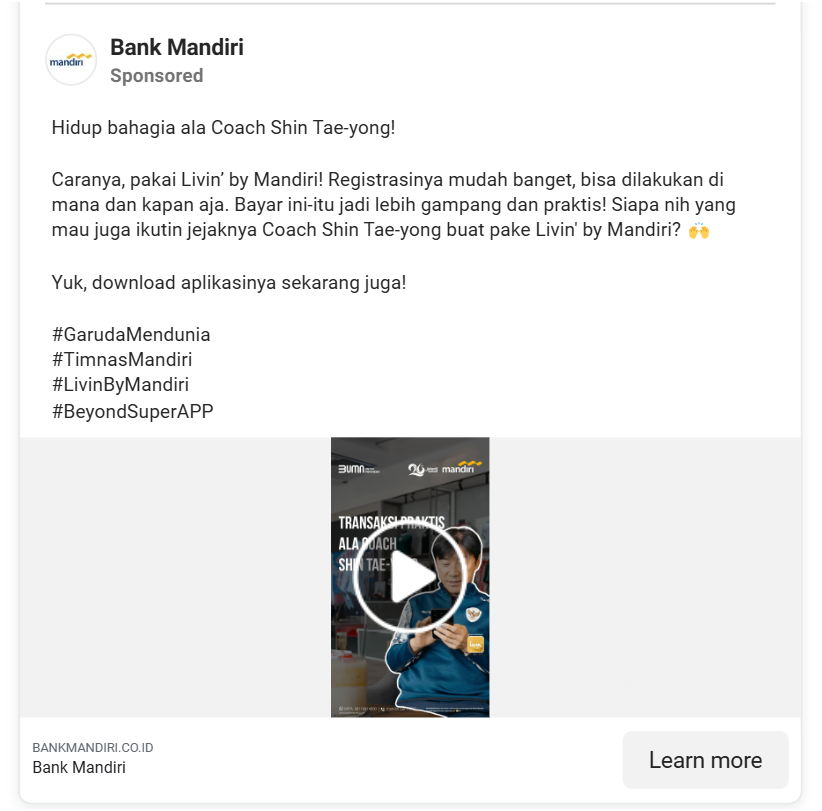 mandiri
Bank Mandiri
Sponsored
Hidup bahagia ala Coach Shin Tae-yong!
Caranya, pakai Livin’ by Mandiri! Registrasinya mudah banget, bisa dilakukan di
mana dan kapan aja. Bayar ini-itu jadi lebih gampang dan praktis! Siapa nih yang
mau juga ikutin jejaknya Coach Shin Tae-yong buat pake Livin' by Mandiri? 🙌
Yuk, download aplikasinya sekarang juga!
#GarudaMendunia
#TimnasMandiri
#LivinByMandiri
#BeyondSuperAPP
BUMN
mandiri
TRANSAKSI PRAKTIS
ALA COACH
SHIN TAE-
BANKMANDIRI.CO.ID
Bank Mandiri
Learn more